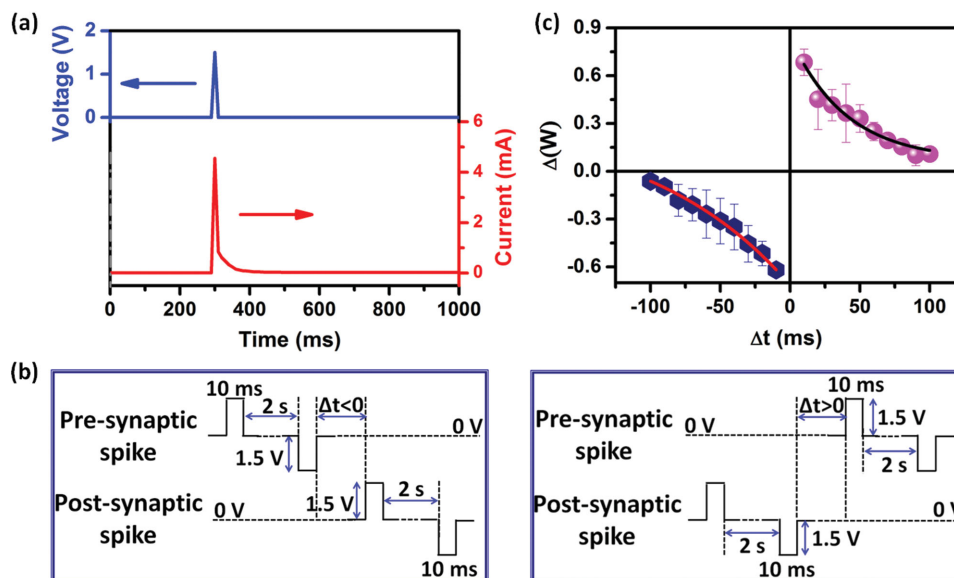 (a)
Voltage (V)
2
1
0
6
4
2
0
Current (mA)
0 200 400 600 800 1000
Time (ms)
(c)
Δ(W)
0.9
0.6
0.3
0.0
-0.3
-0.6
-100 -50 0 50 100
Δt (ms)
(b)
10 ms
2 s
Δt<0
0 V
Pre-synaptic
spike
1.5 V
Post-synaptic
spike
0 V
1.5 V
2 s
10 ms
10 ms
Δt>0
1.5 V
Pre-synaptic
spike
0 V
2 s
Post-synaptic
spike
0 V
2 s
1.5 V
10 ms